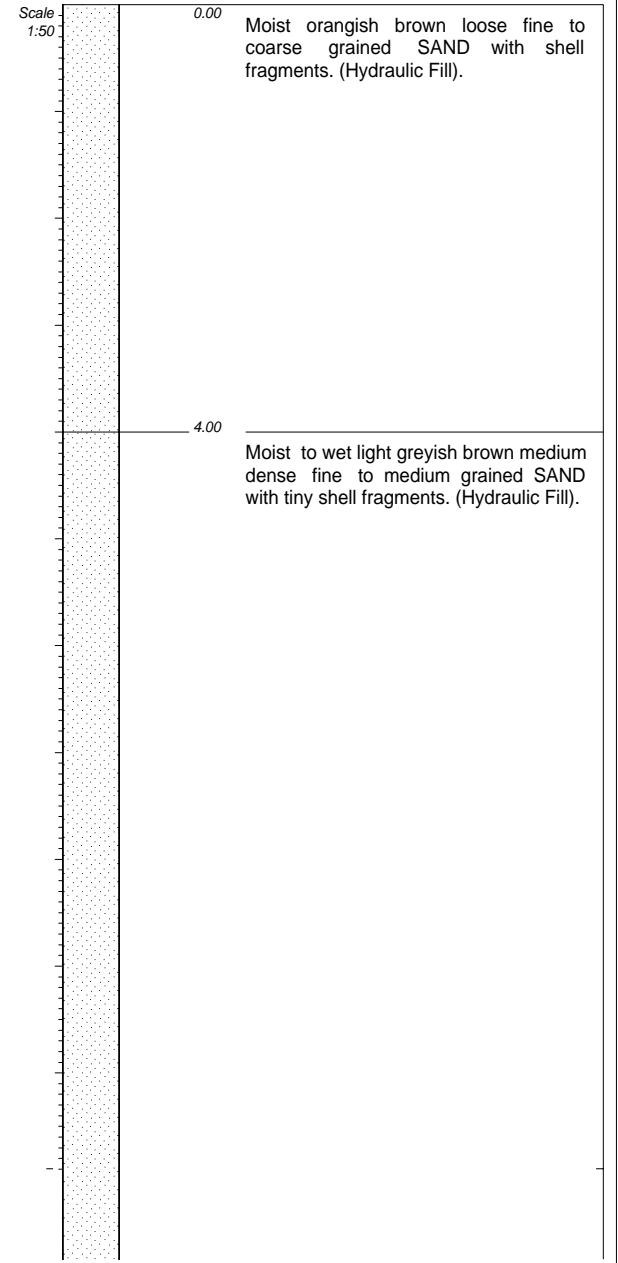 Scale
1:50
0.00
Moist orangish brown loose fine to
coarse grained SAND with shell
fragments. (Hydraulic Fill).
4.00
Moist to wet light greyish brown medium
dense fine to medium grained SAND
with tiny shell fragments. (Hydraulic Fill).